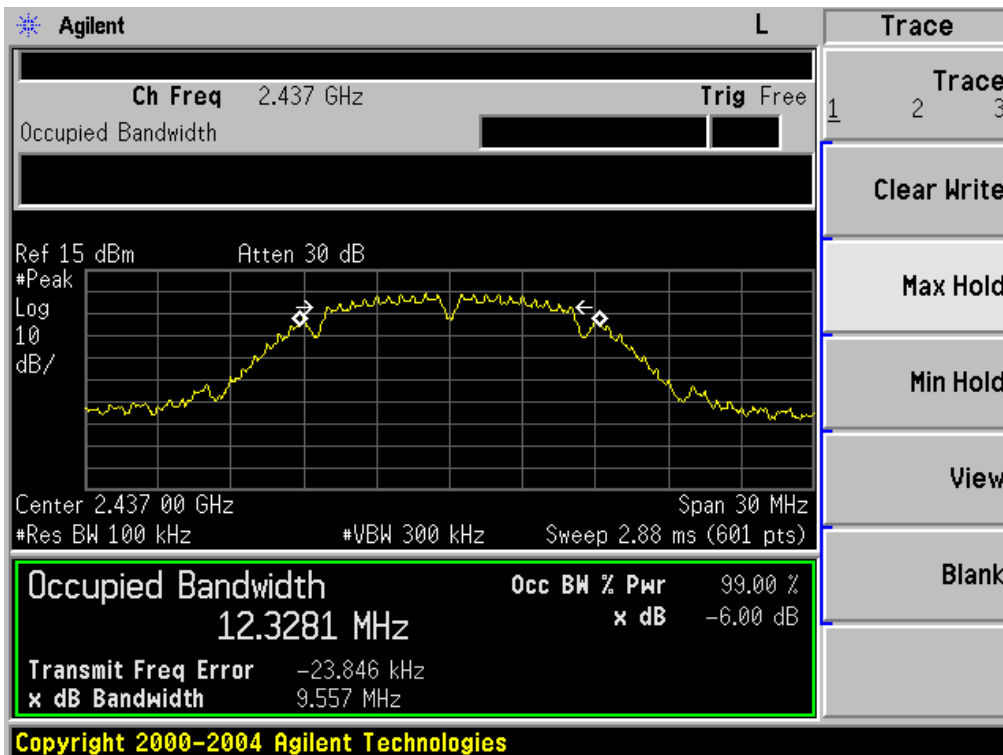 Agilent L Trace
Ch Freq 2.437 GHz Trig Free
Occupied Bandwidth
Trace
1 2 3
Clear Write
Max Hold
Min Hold
View
Blank
Ref 15 dBm Atten 30 dB
#Peak
Log
10
dB/
Center 2.437 00 GHz Span 30 MHz
#Res BW 100 kHz #VBW 300 kHz Sweep 2.88 ms (601 pts)
Occupied Bandwidth Occ BW % Pwr 99.00 %
12.3281 MHz x dB -6.00 dB
Transmit Freq Error -23.846 kHz
x dB Bandwidth 9.557 MHz
Copyright 2000-2004 Agilent Technologies